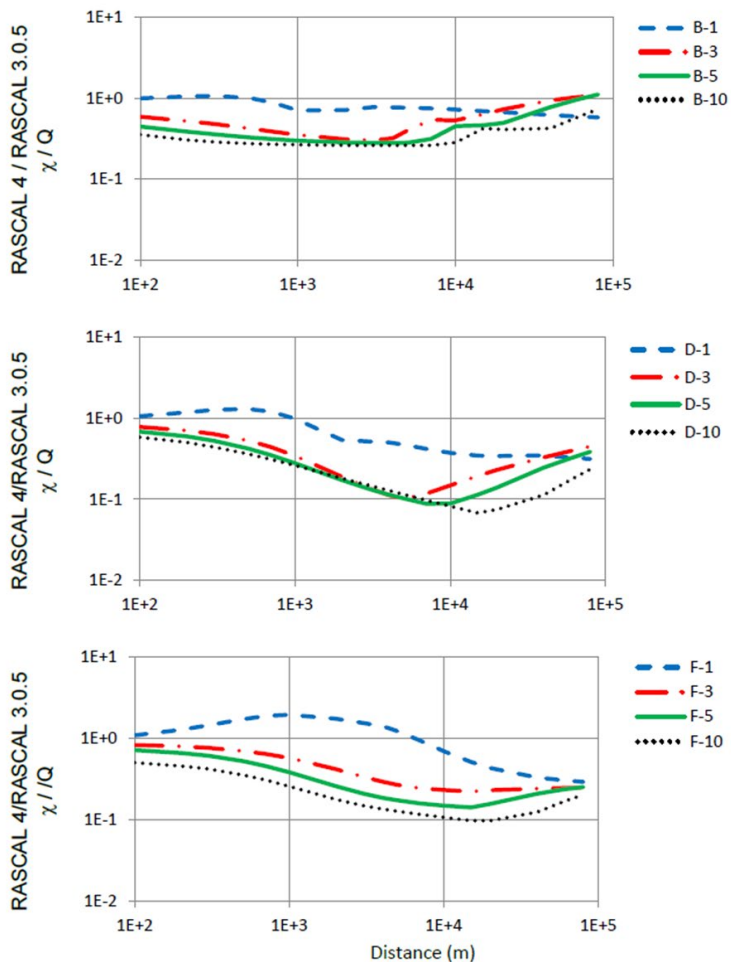 RASCAL 4 / RASCAL 3.0.5
χ / Q
1E+1
1E+0
1E-1
1E-2
1E+2
1E+3
1E+4
1E+5
B-1
B-3
B-5
B-10
RASCAL 4/RASCAL 3.0.5
χ / Q
1E+1
1E+0
1E-1
1E-2
1E+2
1E+3
1E+4
1E+5
D-1
D-3
D-5
D-10
RASCAL 4/RASCAL 3.0.5
χ /Q
1E+1
1E+0
1E-1
1E-2
1E+2
1E+3
1E+4
1E+5
Distance (m)
F-1
F-3
F-5
F-10